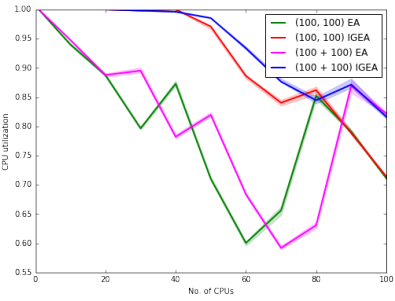 1.00
0.95
0.90
0.85
0.80
0.75
0.70
0.65
0.60
0.55
CPU utilization
(100, 100) EA
(100, 100) IGEA
(100 + 100) EA
(100 + 100) IGEA
0 20 40 60 80 100
No. of CPUs